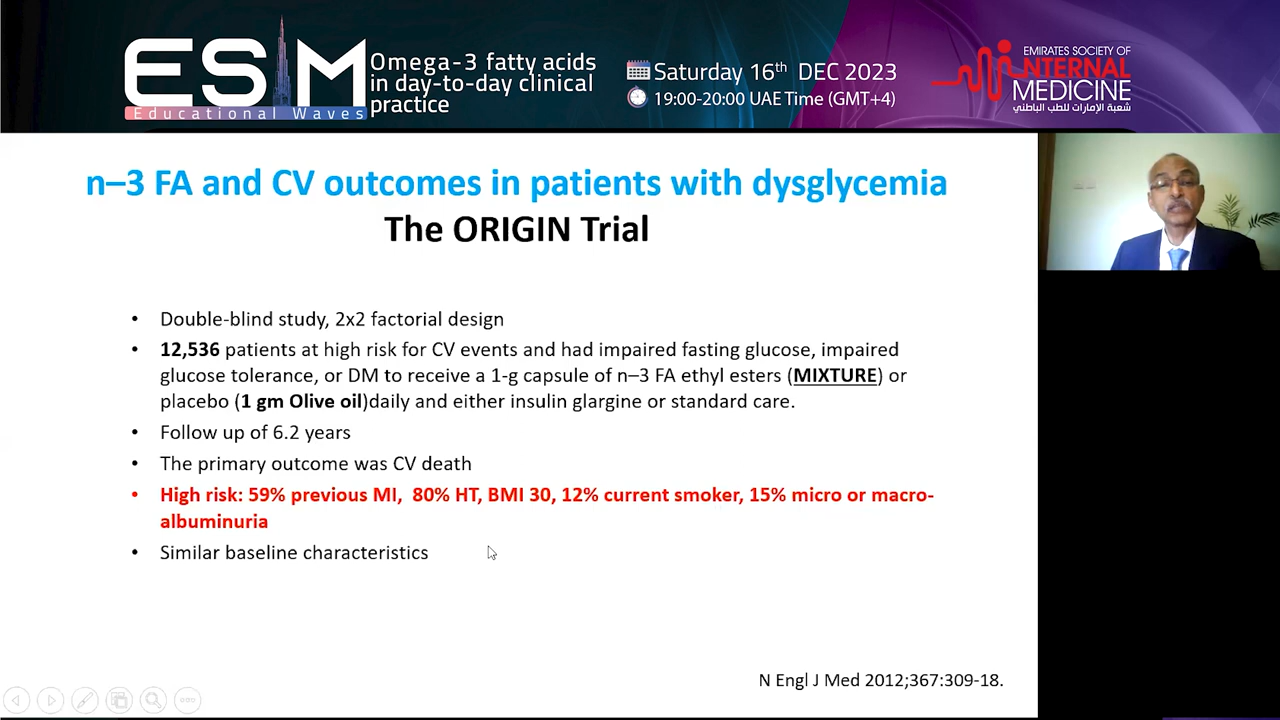 ESIM
Educational Waves
Omega-3 fatty acids
in day-to-day clinical
practice
Saturday 16th DEC 2023
19:00-20:00 UAE Time (GMT+4)
EMIRATES SOCIETY OF
INTERNAL
MEDICINE
شعبة الإمارات للطب الباطني
n–3 FA and CV outcomes in patients with dysglycemia
The ORIGIN Trial
• Double-blind study, 2x2 factorial design
• 12,536 patients at high risk for CV events and had impaired fasting glucose, impaired
glucose tolerance, or DM to receive a 1-g capsule of n–3 FA ethyl esters (MIXTURE) or
placebo (1 gm Olive oil)daily and either insulin glargine or standard care.
• Follow up of 6.2 years
• The primary outcome was CV death
• High risk: 59% previous MI,  80% HT, BMI 30, 12% current smoker, 15% micro or macro-
albuminuria
• Similar baseline characteristics
N Engl J Med 2012;367:309-18.